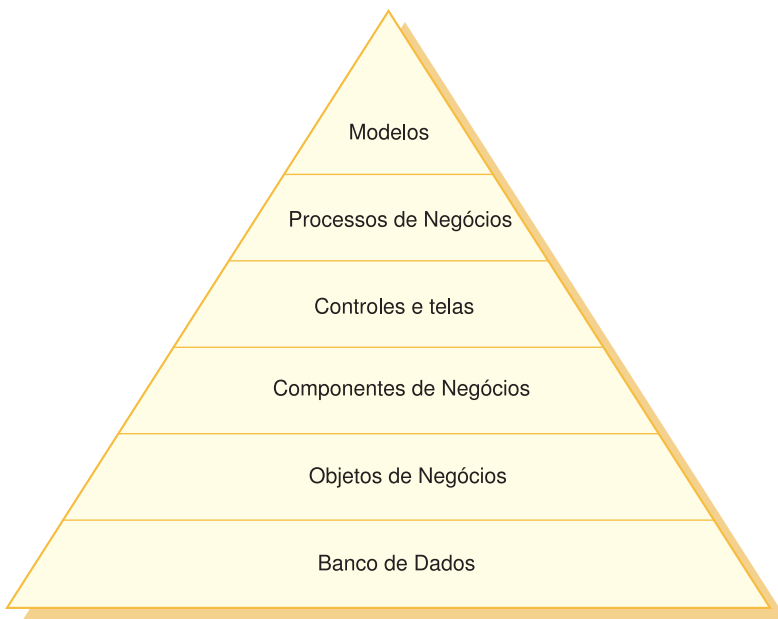 Modelos
Processos de Negócios
Controles e telas
Componentes de Negócios
Objetos de Negócios
Banco de Dados